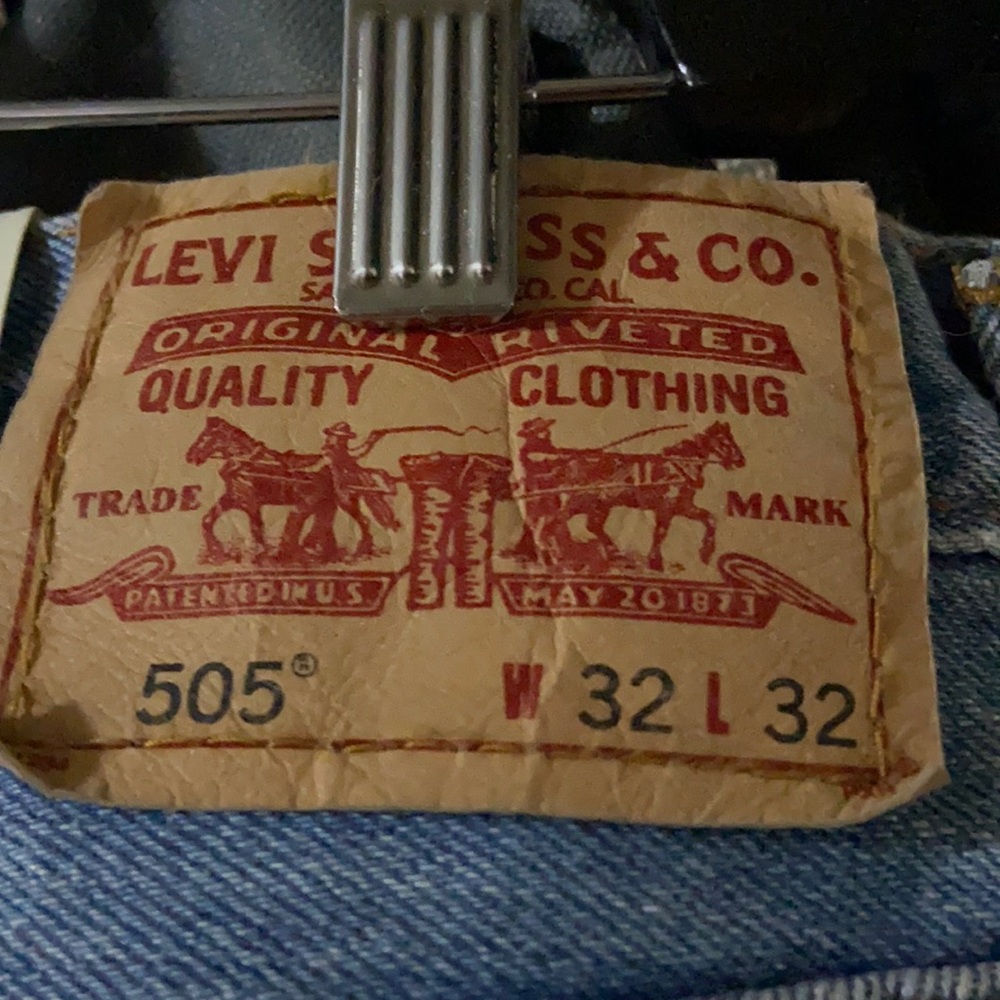 LEVI S SS & CO.
SA CO. CAL.
ORIGINAL RIVETED
QUALITY CLOTHING
TRADE MARK
PATENTED IN U.S. MAY 20 1873
505® W 32 L 32